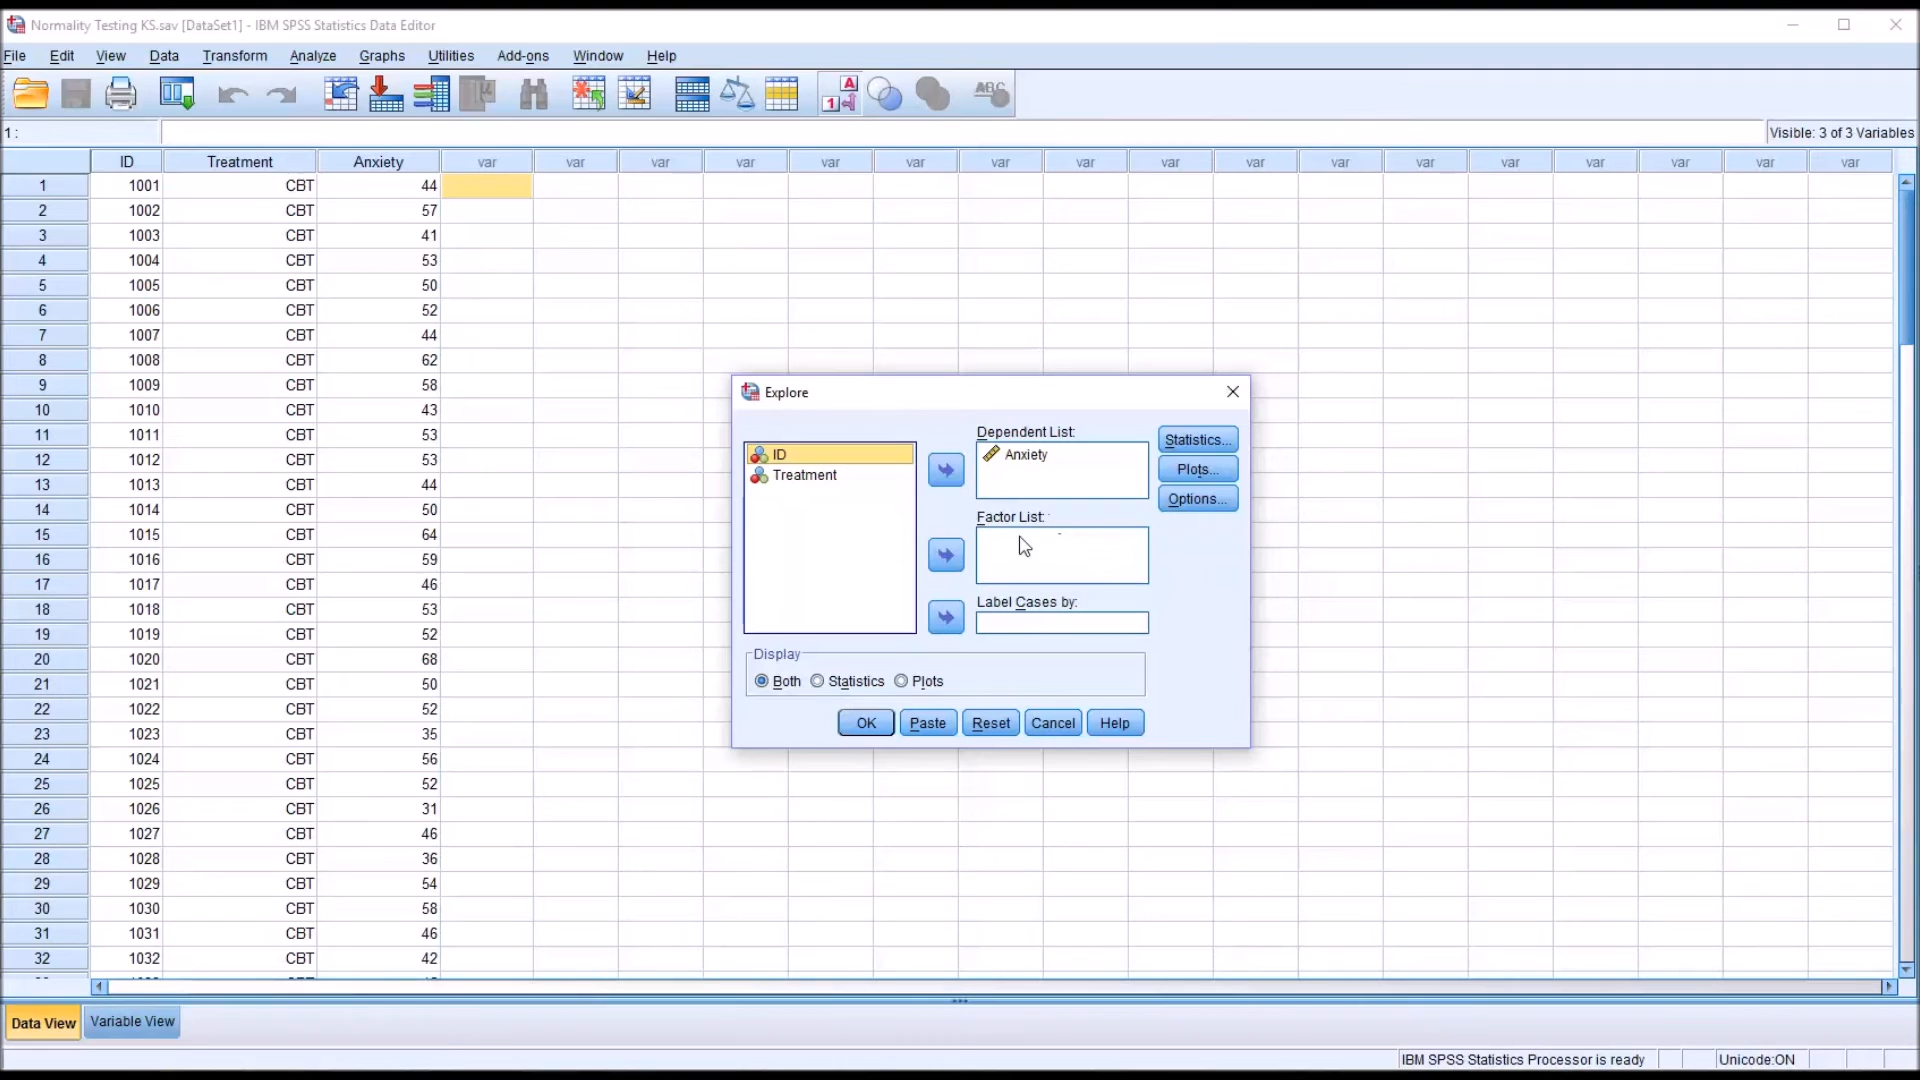 Normality Testing KS.sav [DataSet1] - IBM SPSS Statistics Data Editor
File Edit View Data Transform Analyze Graphs Utilities Add-ons Window Help
1 A ABC
1 : Visible: 3 of 3 Variables
ID Treatment Anxiety var var var var var var var var var var var var var var var var var
1 1001 CBT 44
2 1002 CBT 57
3 1003 CBT 41
4 1004 CBT 53
5 1005 CBT 50
6 1006 CBT 52
7 1007 CBT 44
8 1008 CBT 62
9 1009 CBT 58
10 1010 CBT 43
11 1011 CBT 53
12 1012 CBT 53
13 1013 CBT 44
14 1014 CBT 50
15 1015 CBT 64
16 1016 CBT 59
17 1017 CBT 46
18 1018 CBT 53
19 1019 CBT 52
20 1020 CBT 68
21 1021 CBT 50
22 1022 CBT 52
23 1023 CBT 35
24 1024 CBT 56
25 1025 CBT 52
26 1026 CBT 31
27 1027 CBT 46
28 1028 CBT 36
29 1029 CBT 54
30 1030 CBT 58
31 1031 CBT 46
32 1032 CBT 42
Explore
ID
Treatment
Dependent List:
Anxiety
Factor List:
Label Cases by:
Statistics...
Plots...
Options...
Display
Both Statistics Plots
OK Paste Reset Cancel Help
Data View Variable View
IBM SPSS Statistics Processor is ready Unicode:ON